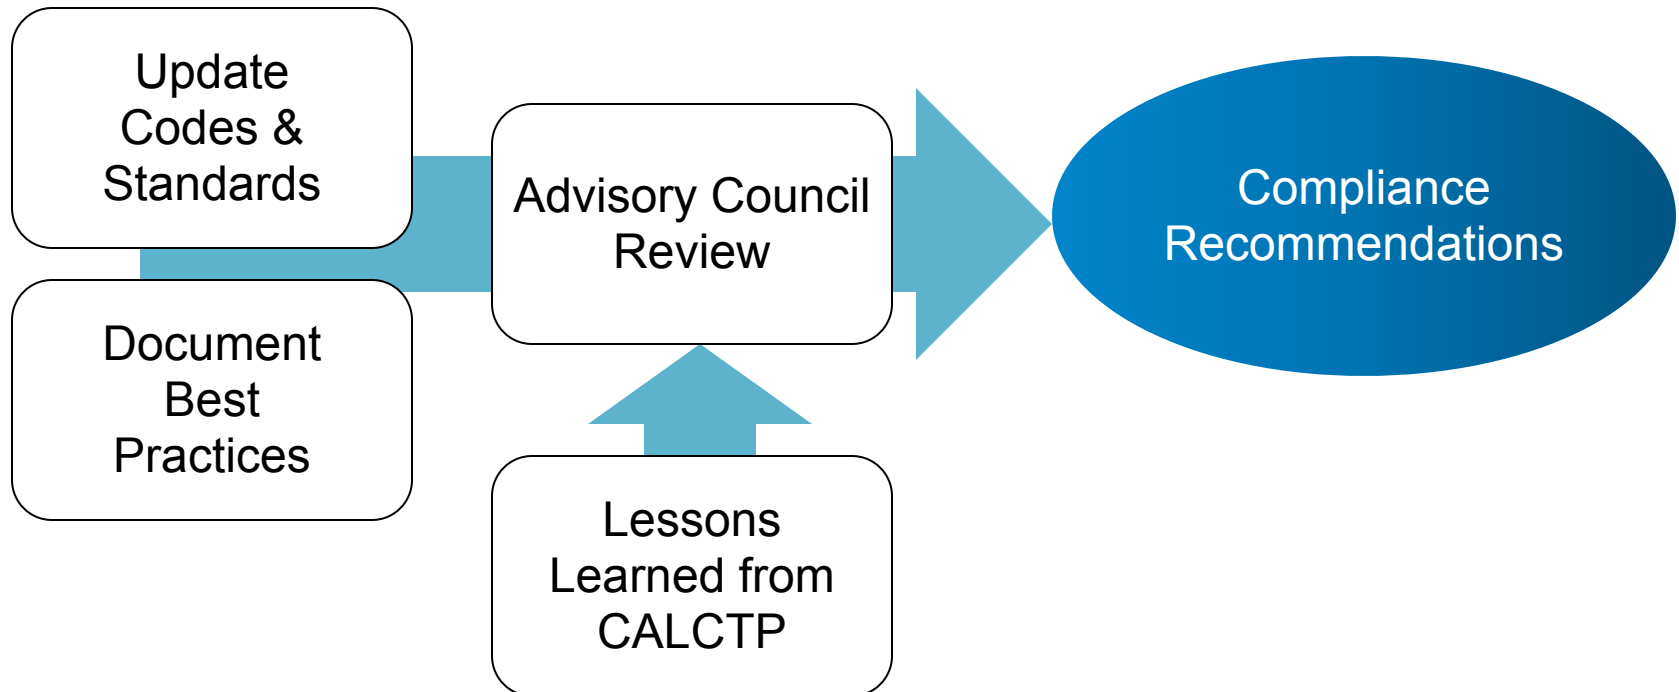 Update
Codes &
Standards
Document
Best
Practices
Advisory Council
Review
Lessons
Learned from
CALCTP
Compliance
Recommendations